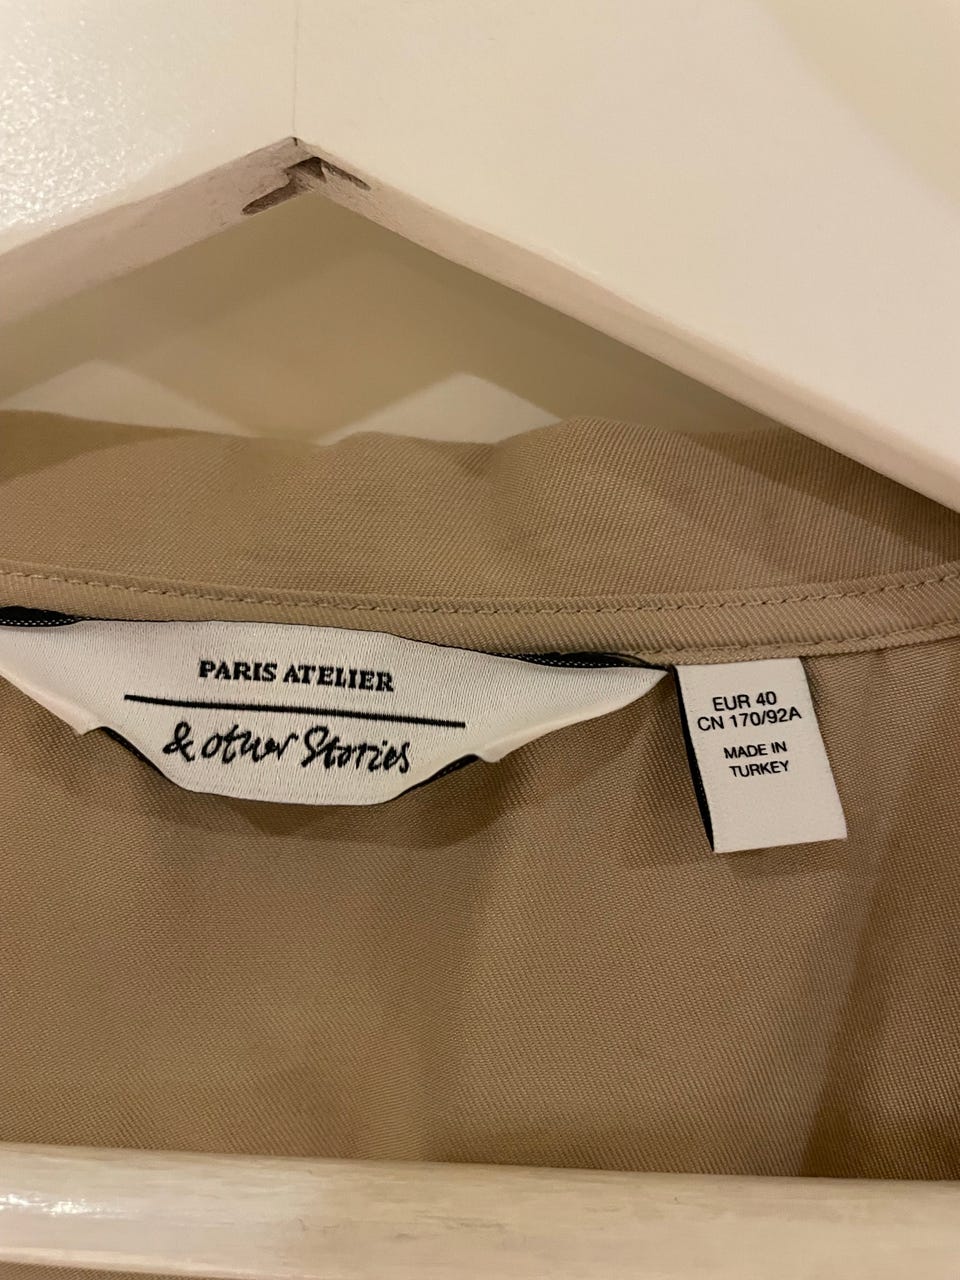 PARIS ATELIER
& other Stories
EUR 40
CN 170/92A
MADE IN
TURKEY